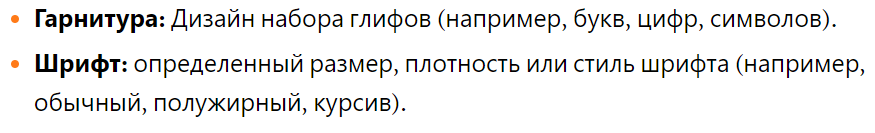 • Гарнитура: Дизайн набора глифов (например, букв, цифр, символов).
• Шрифт: определенный размер, плотность или стиль шрифта (например,
обычный, полужирный, курсив).